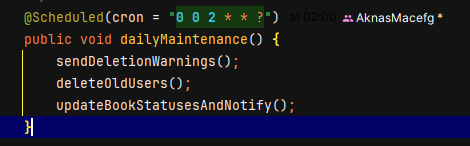 @Scheduled(cron = "0 0 2 * * ?") at 02:00 AknasMacefg *
public void dailyMaintenance() {
sendDeletionWarnings();
deleteOldUsers();
updateBookStatusesAndNotify();
}